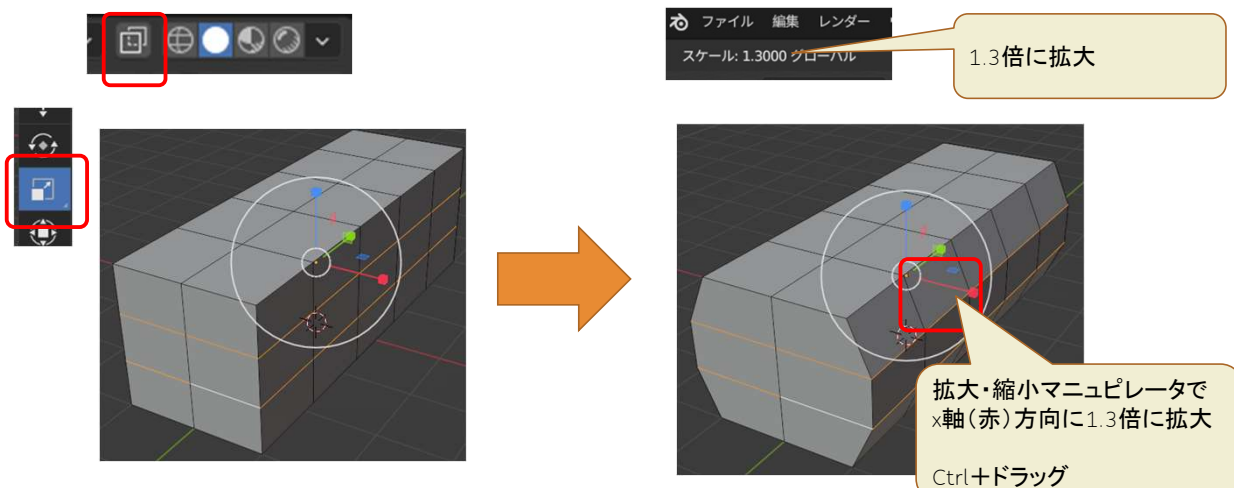 ファイル 編集 レンダー
スケール: 1.3000 グローバル
1.3倍に拡大
拡大・縮小マニュピレータで
x軸(赤)方向に1.3倍に拡大
Ctrl+ドラッグ